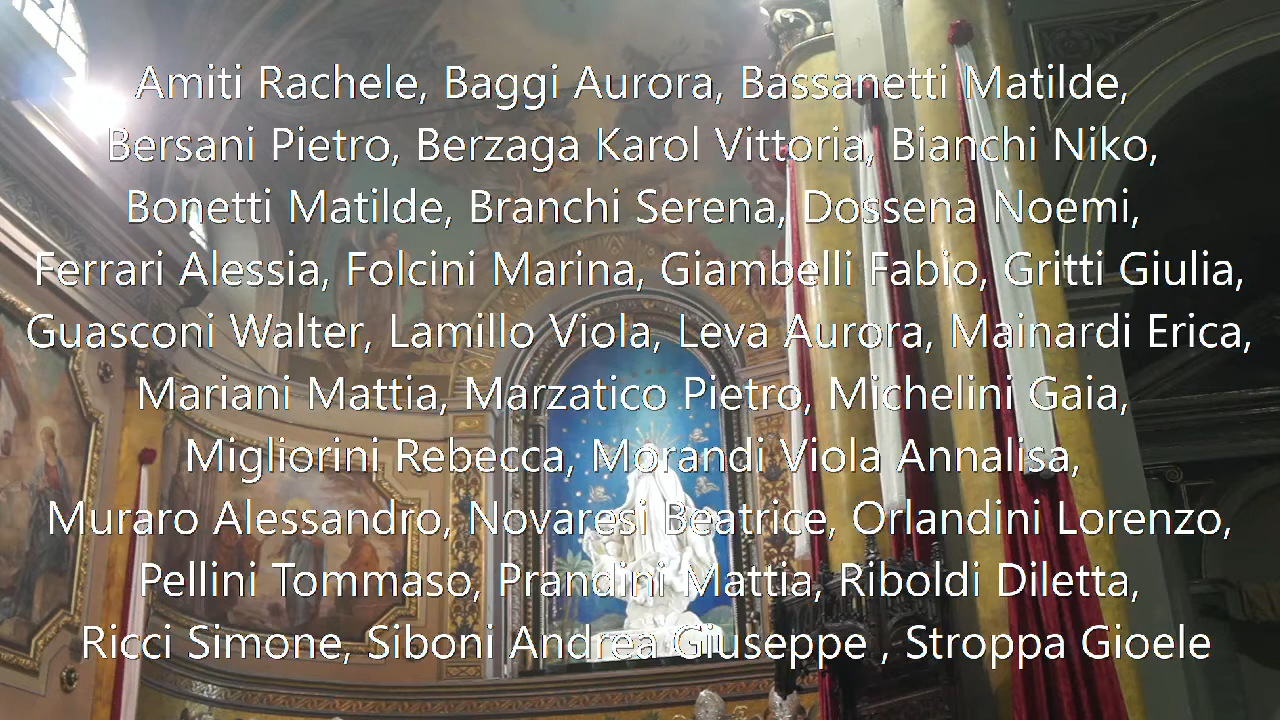 Amiti Rachele, Baggi Aurora, Bassanetti Matilde,
Bersani Pietro, Berzaga Karol Vittoria, Bianchi Niko,
Bonetti Matilde, Branchi Serena, Dossena Noemi,
Ferrari Alessia, Folcini Marina, Giambelli Fabio, Gritti Giulia,
Guasconi Walter, Lamillo Viola, Leva Aurora, Mainardi Erica,
Mariani Mattia, Marzatico Pietro, Michelini Gaia,
Migliorini Rebecca, Morandi Viola Annalisa,
Muraro Alessandro, Novaresi Beatrice, Orlandini Lorenzo,
Pellini Tommaso, Prandini Mattia, Riboldi Diletta,
Ricci Simone, Siboni Andrea Giuseppe , Stroppa Gioele